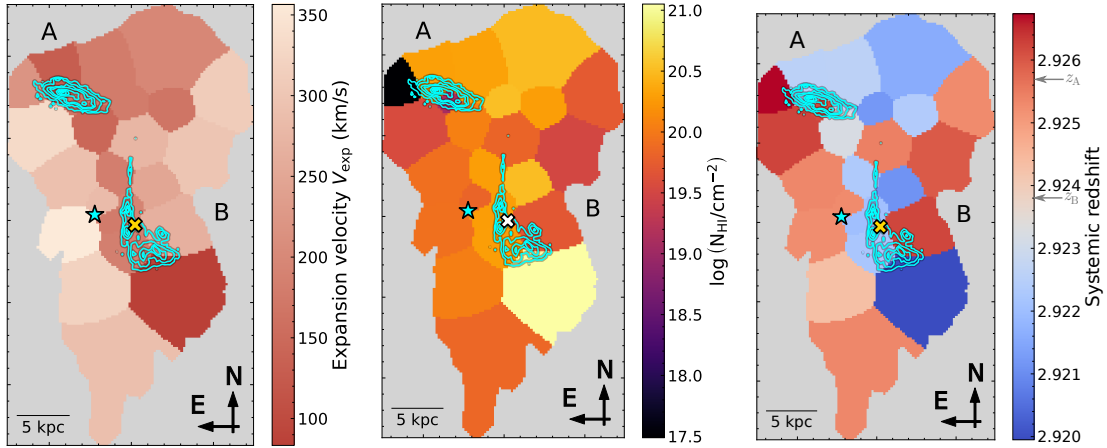 A
B
5 kpc
N
E
350
300
250
200
150
100
Expansion velocity V_exp (km/s)
A
B
5 kpc
N
E
21.0
20.5
20.0
19.5
19.0
18.5
18.0
17.5
log (N_HI/cm⁻²)
A
B
5 kpc
N
E
2.926
z_A
2.925
2.924
z_B
2.923
2.922
2.921
2.920
Systemic redshift